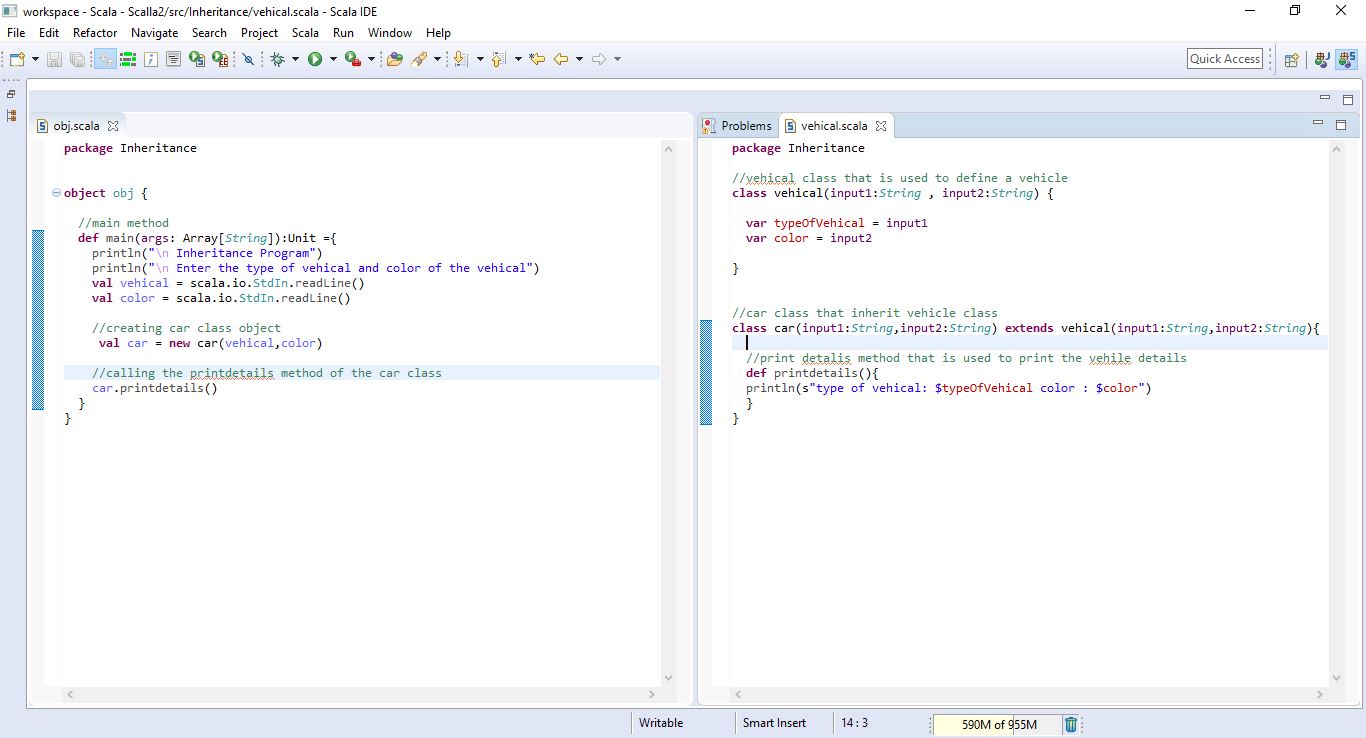 workspace - Scala - Scalla2/src/Inheritance/vehical.scala - Scala IDE
File Edit Refactor Navigate Search Project Scala Run Window Help
Quick Access
obj.scala
package Inheritance
object obj {
//main method
def main(args: Array[String]):Unit ={
println("\n Inheritance Program")
println("\n Enter the type of vehical and color of the vehical")
val vehical = scala.io.StdIn.readLine()
val color = scala.io.StdIn.readLine()
//creating car class object
val car = new car(vehical,color)
//calling the printdetails method of the car class
car.printdetails()
}
}
Problems vehical.scala
package Inheritance
//vehical class that is used to define a vehicle
class vehical(input1:String , input2:String) {
var typeOfVehical = input1
var color = input2
}
//car class that inherit vehicle class
class car(input1:String,input2:String) extends vehical(input1:String,input2:String){
//print detalis method that is used to print the vehile details
def printdetails(){
println(s"type of vehical: $typeOfVehical color : $color")
}
}
Writable Smart Insert 14 : 3 590M of 955M